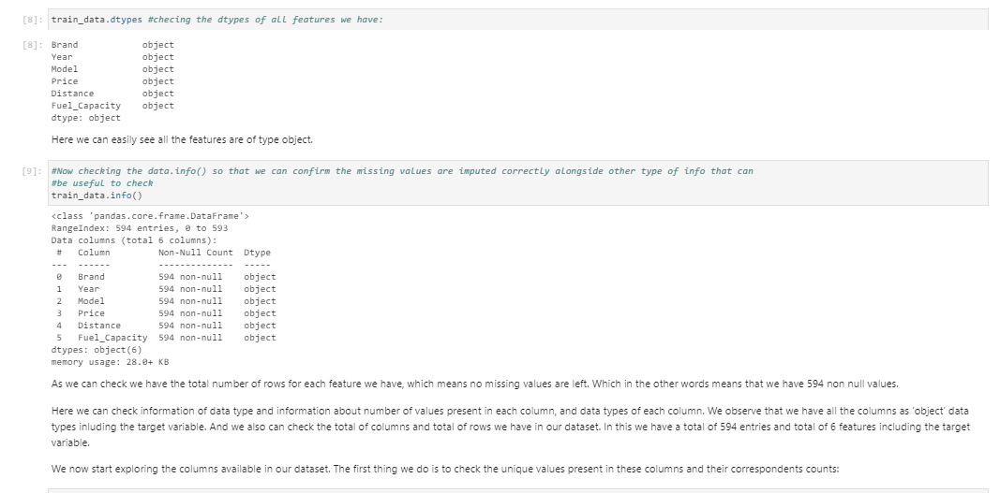 [8]: train_data.dtypes #checing the dtypes of all features we have:
[8]: Brand object
Year object
Model object
Price object
Distance object
Fuel_Capacity object
dtype: object
Here we can easily see all the features are of type object.
[9]: #Now checking the data.info() so that we can confirm the missing values are imputed correctly alongside other type of info that can
#be useful to check
train_data.info()
<class 'pandas.core.frame.DataFrame'>
RangeIndex: 594 entries, 0 to 593
Data columns (total 6 columns):
# Column Non-Null Count Dtype
--- ------ -------------- -----
0 Brand 594 non-null object
1 Year 594 non-null object
2 Model 594 non-null object
3 Price 594 non-null object
4 Distance 594 non-null object
5 Fuel_Capacity 594 non-null object
dtypes: object(6)
memory usage: 28.0+ KB
As we can check we have the total number of rows for each feature we have, which means no missing values are left. Which in the other words means that we have 594 non null values.
Here we can check information of data type and information about number of values present in each column, and data types of each column. We observe that we have all the columns as 'object' data
types inluding the target variable. And we also can check the total of columns and total of rows we have in our dataset. In this we have a total of 594 entries and total of 6 features including the target
variable.
We now start exploring the columns available in our dataset. The first thing we do is to check the unique values present in these columns and their correspondents counts: